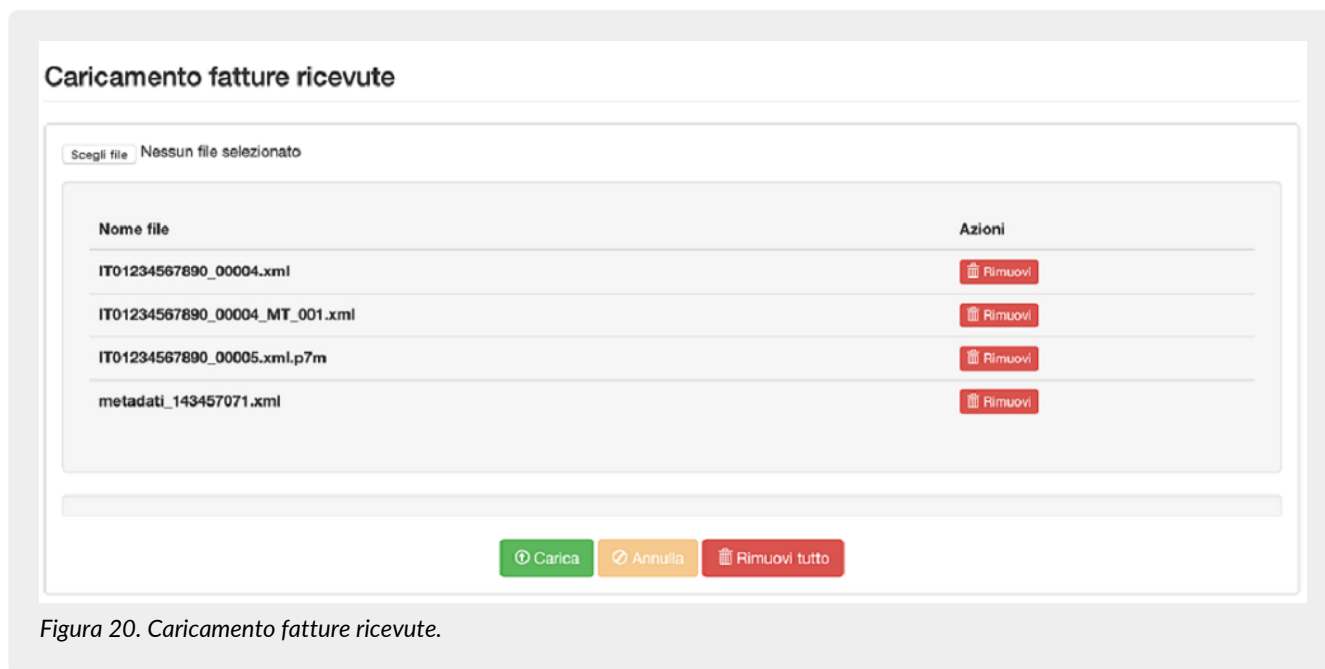 Caricamento fatture ricevute
Scegli file Nessun file selezionato
Nome file Azioni
IT01234567890_00004.xml Rimuovi
IT01234567890_00004_MT_001.xml Rimuovi
IT01234567890_00005.xml.p7m Rimuovi
metadati_143457071.xml Rimuovi
Carica Annulla Rimuovi tutto
Figura 20. Caricamento fatture ricevute.